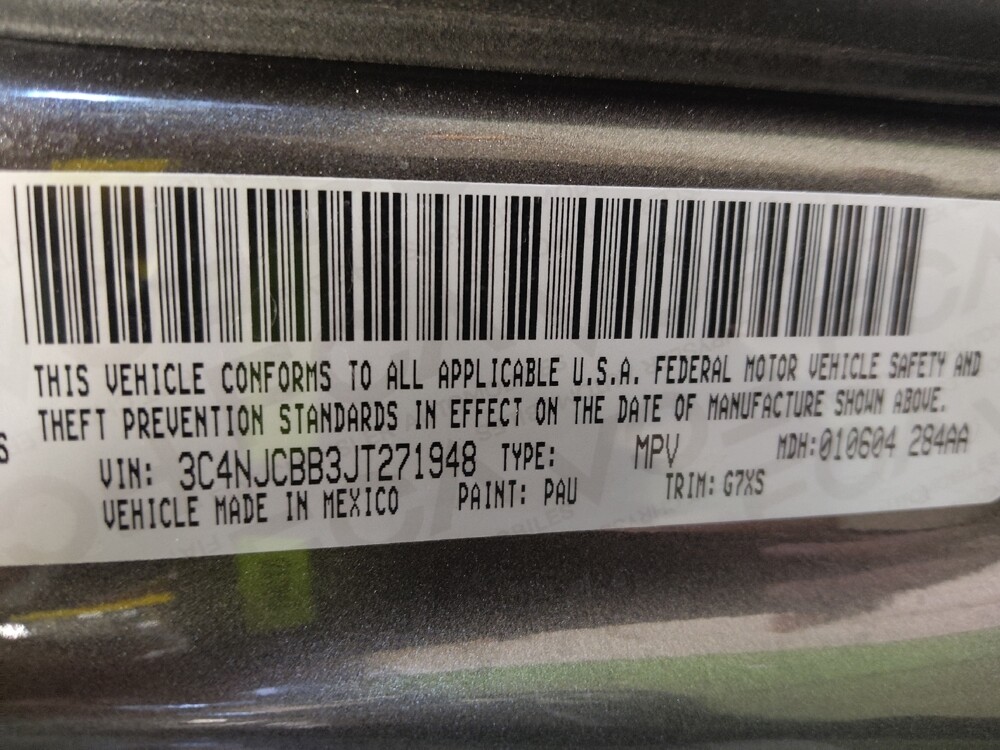 THIS VEHICLE CONFORMS TO ALL APPLICABLE U.S.A. FEDERAL MOTOR VEHICLE SAFETY AND
THEFT PREVENTION STANDARDS IN EFFECT ON THE DATE OF MANUFACTURE SHOWN ABOVE.
S
VIN: 3C4NJCBB3JT271948 TYPE: MPV MDH:010604 284AA
VEHICLE MADE IN MEXICO PAINT: PAU TRIM: G7XS